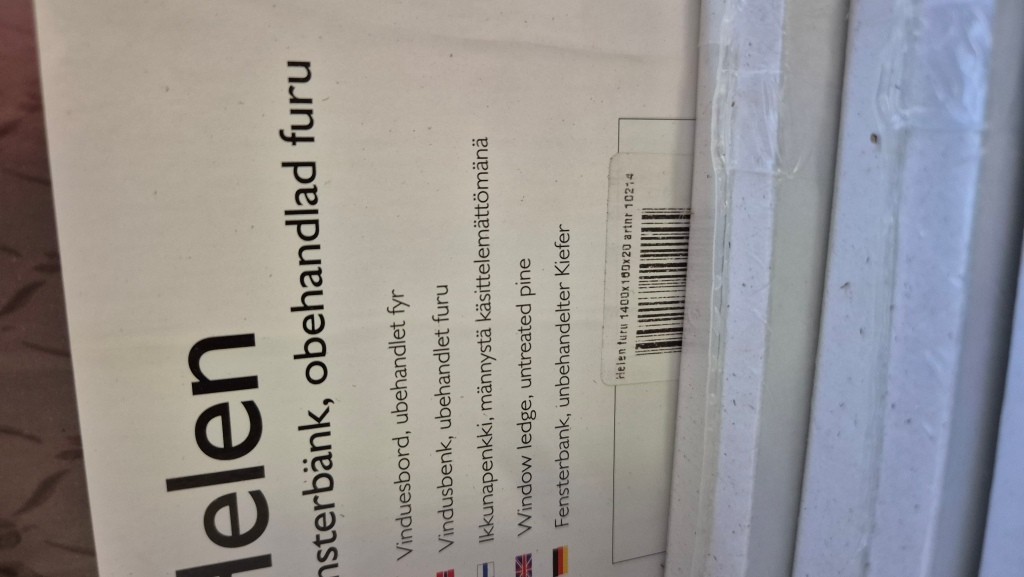 Helen
nsterbänk, obehandlad furu
Vinduesbord, ubehandlet fyr
Vindusbenk, ubehandlet furu
Ikkunapenkki, männystä käsittelemättömänä
Window ledge, untreated pine
Fensterbank, unbehandelter Kiefer
Helen furu 1400x160x20 artnr 10214